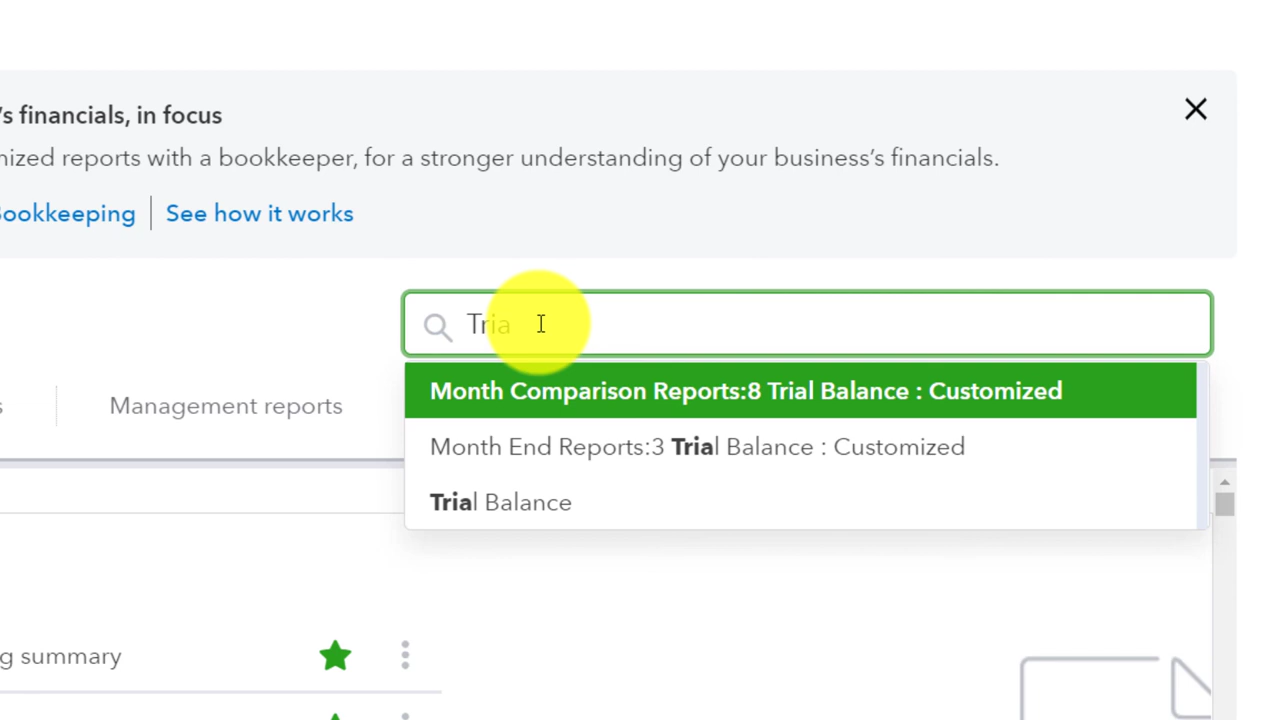 's financials, in focus
nized reports with a bookkeeper, for a stronger understanding of your business's financials.
Bookkeeping | See how it works
Tria
Month Comparison Reports:8 Trial Balance : Customized
s
Management reports
Month End Reports:3 Trial Balance : Customized
Trial Balance
g summary